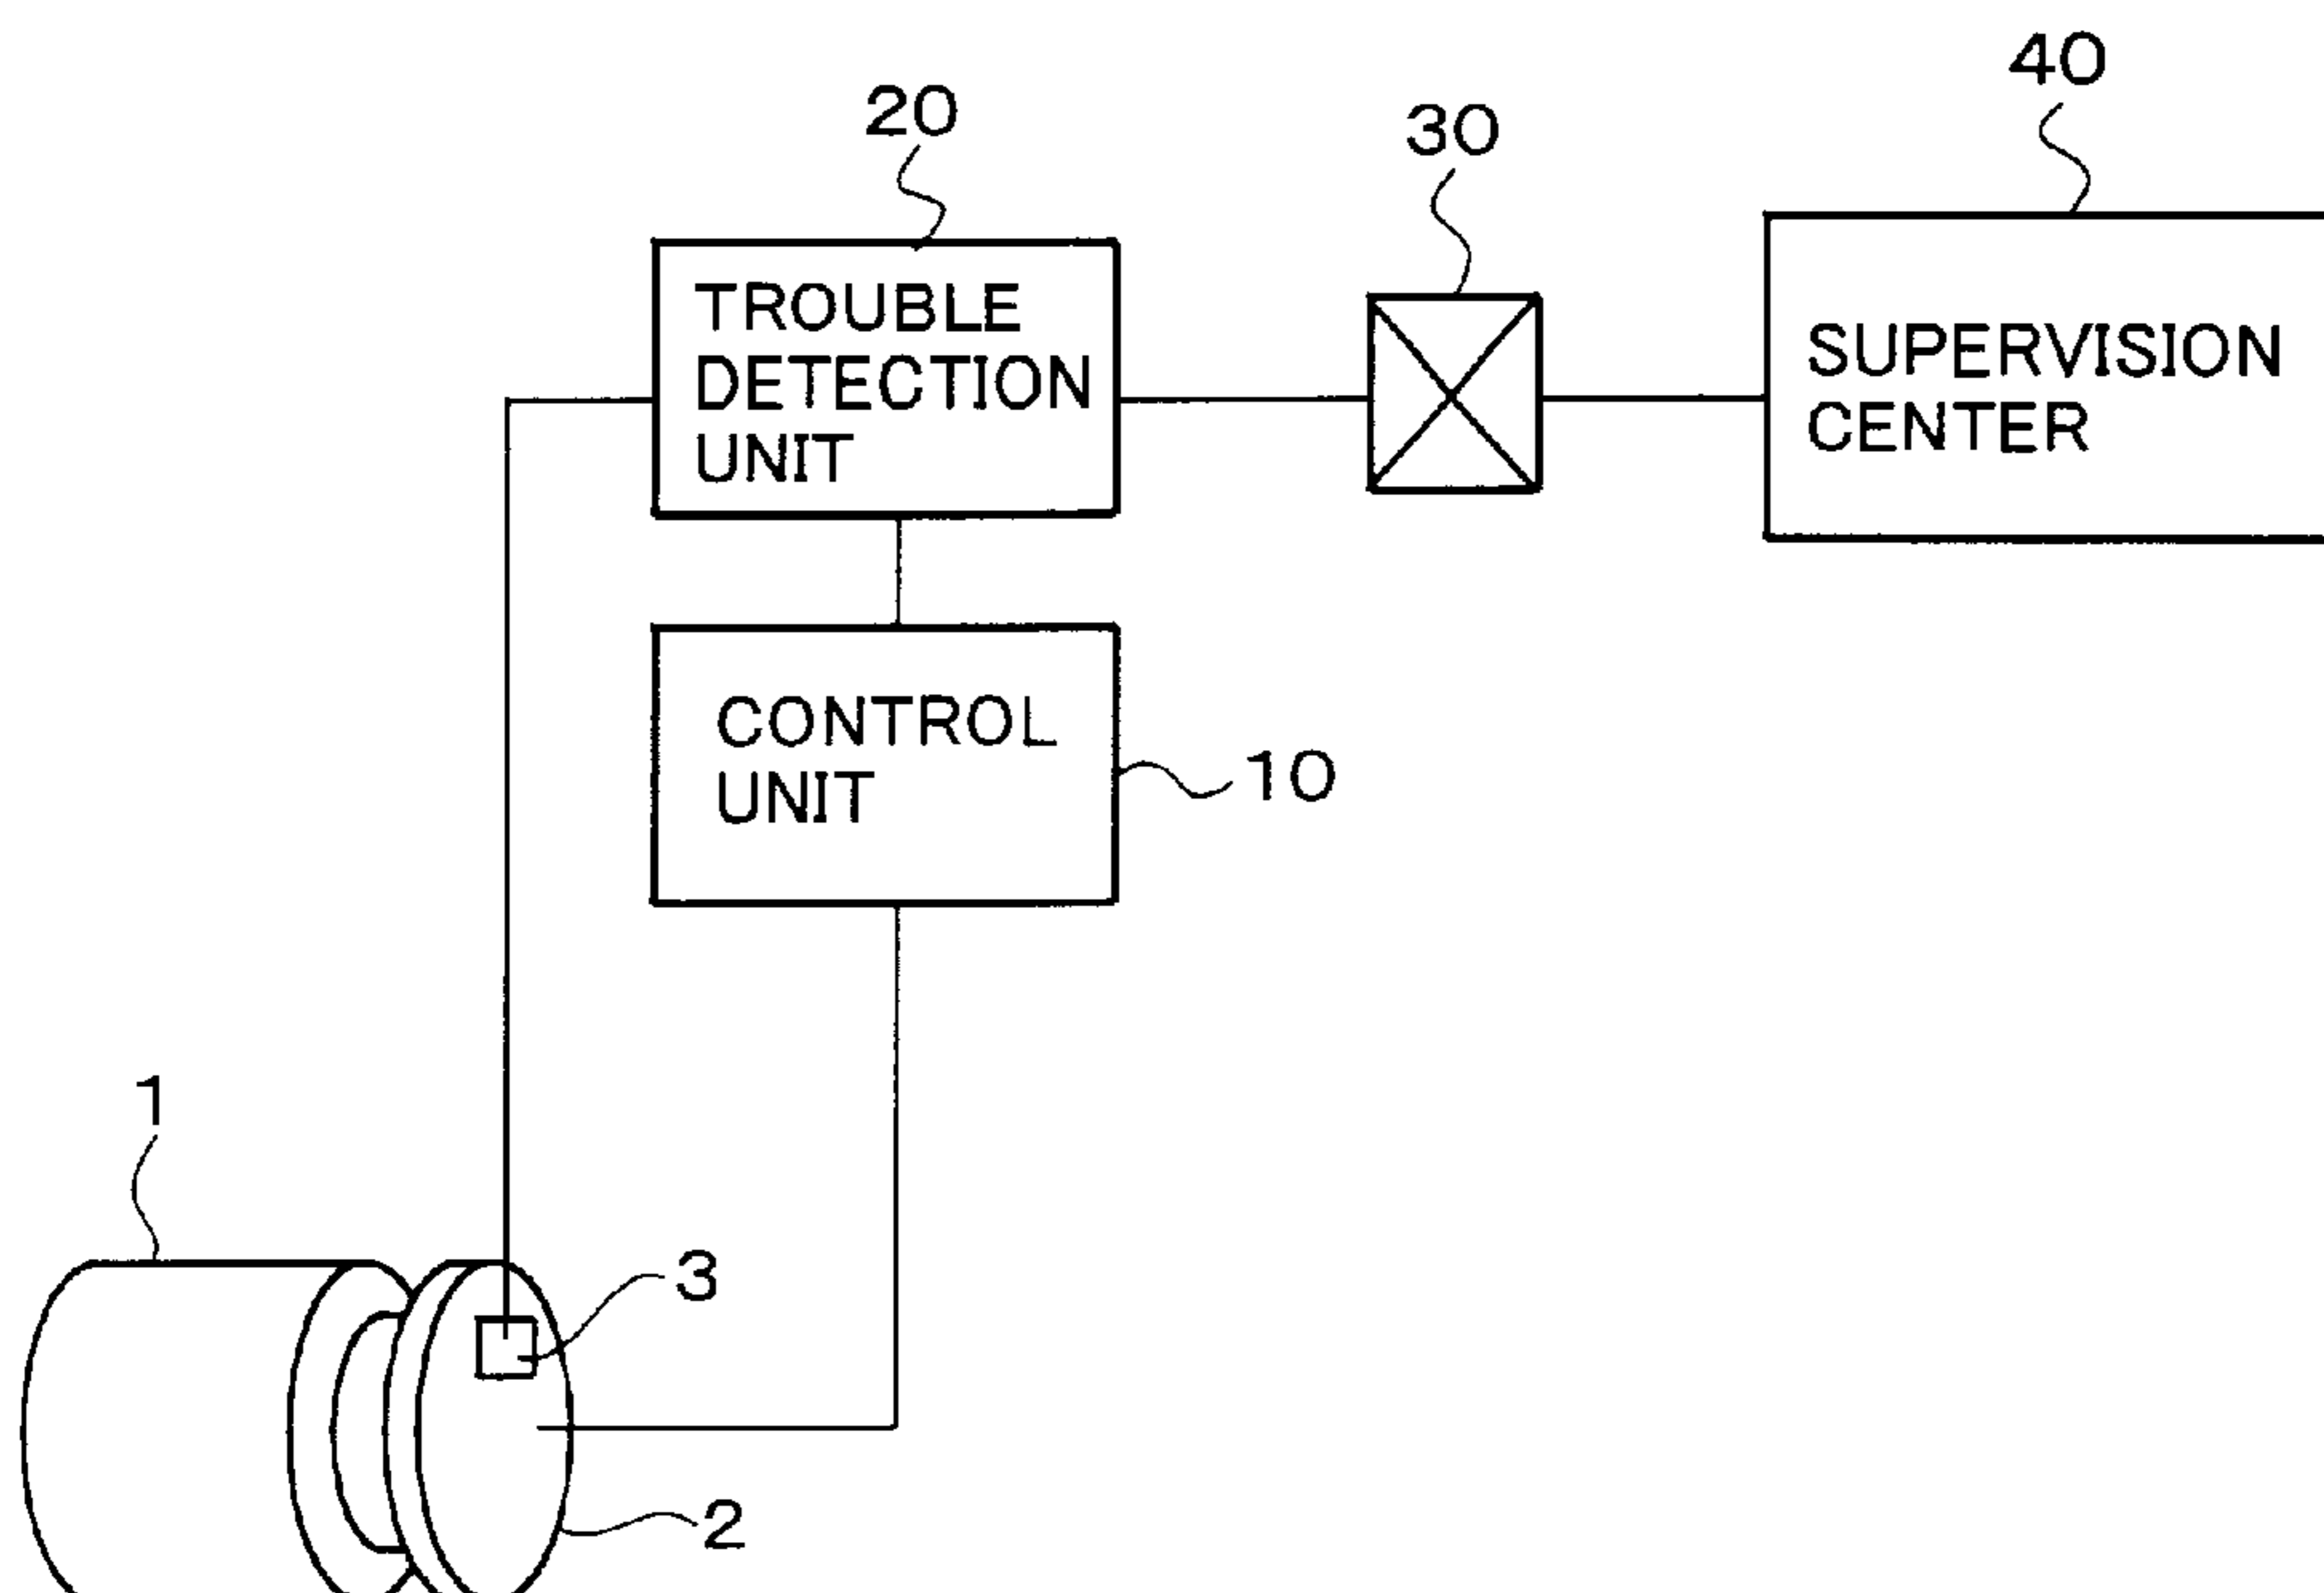 40
20
30
TROUBLE
DETECTION
UNIT
SUPERVISION
CENTER
CONTROL
UNIT
10
1
3
2